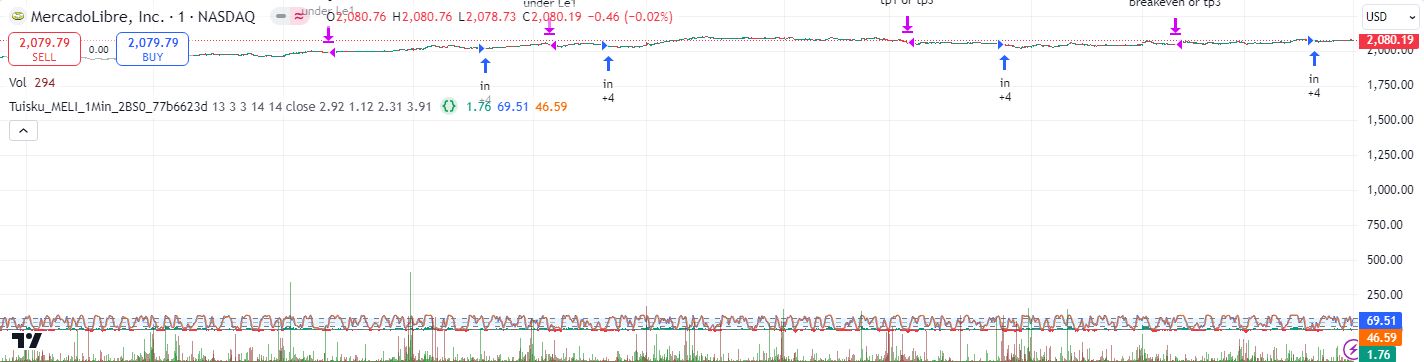 MercadoLibre, Inc. · 1 · NASDAQ
O2,080.76 H2,080.76 L2,078.73 C2,080.19 −0.46 (−0.02%)
USD
under Le1
under Le1
tp1 or tp3
breakeven or tp3
2,079.79
SELL
0.00
2,079.79
BUY
2,080.19
2,000.00
Vol 294
in
+4
in
+4
in
+4
in
+4
1,750.00
Tuisku_MELI_1Min_2BS0_77b6623d 13 3 3 14 14 close 2.92 1.12 2.31 3.91 {} 1.76 69.51 46.59
1,500.00
1,250.00
1,000.00
750.00
500.00
250.00
69.51
46.59
1.76